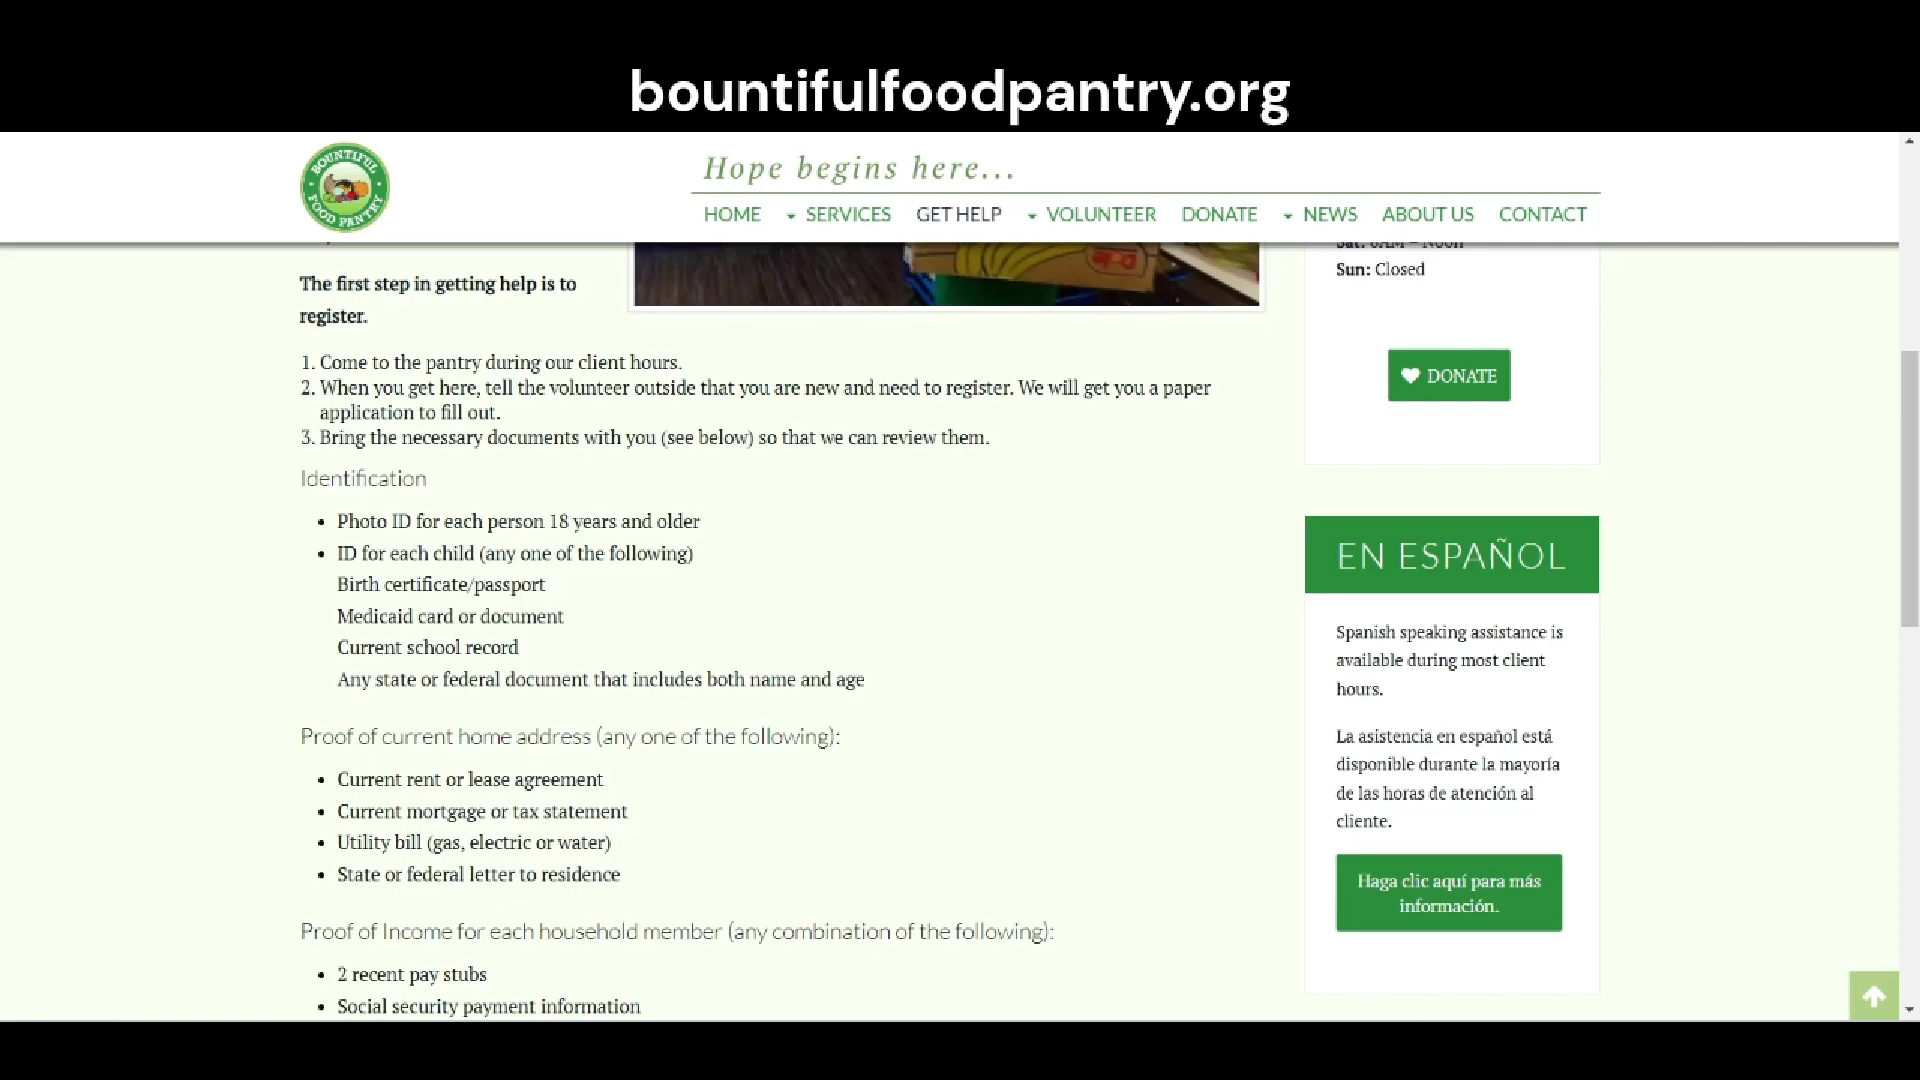 bountifulfoodpantry.org
BOUNTIFUL
FOOD PANTRY
Hope begins here...
HOME SERVICES GET HELP VOLUNTEER DONATE NEWS ABOUT US CONTACT
The first step in getting help is to
register.
1. Come to the pantry during our client hours.
2. When you get here, tell the volunteer outside that you are new and need to register. We will get you a paper
application to fill out.
3. Bring the necessary documents with you (see below) so that we can review them.
Identification
• Photo ID for each person 18 years and older
• ID for each child (any one of the following)
Birth certificate/passport
Medicaid card or document
Current school record
Any state or federal document that includes both name and age
Proof of current home address (any one of the following):
• Current rent or lease agreement
• Current mortgage or tax statement
• Utility bill (gas, electric or water)
• State or federal letter to residence
Proof of Income for each household member (any combination of the following):
• 2 recent pay stubs
• Social security payment information
Sun: Closed
DONATE
EN ESPAÑOL
Spanish speaking assistance is
available during most client
hours.
La asistencia en español está
disponible durante la mayoría
de las horas de atención al
cliente.
Haga clic aquí para más
información.